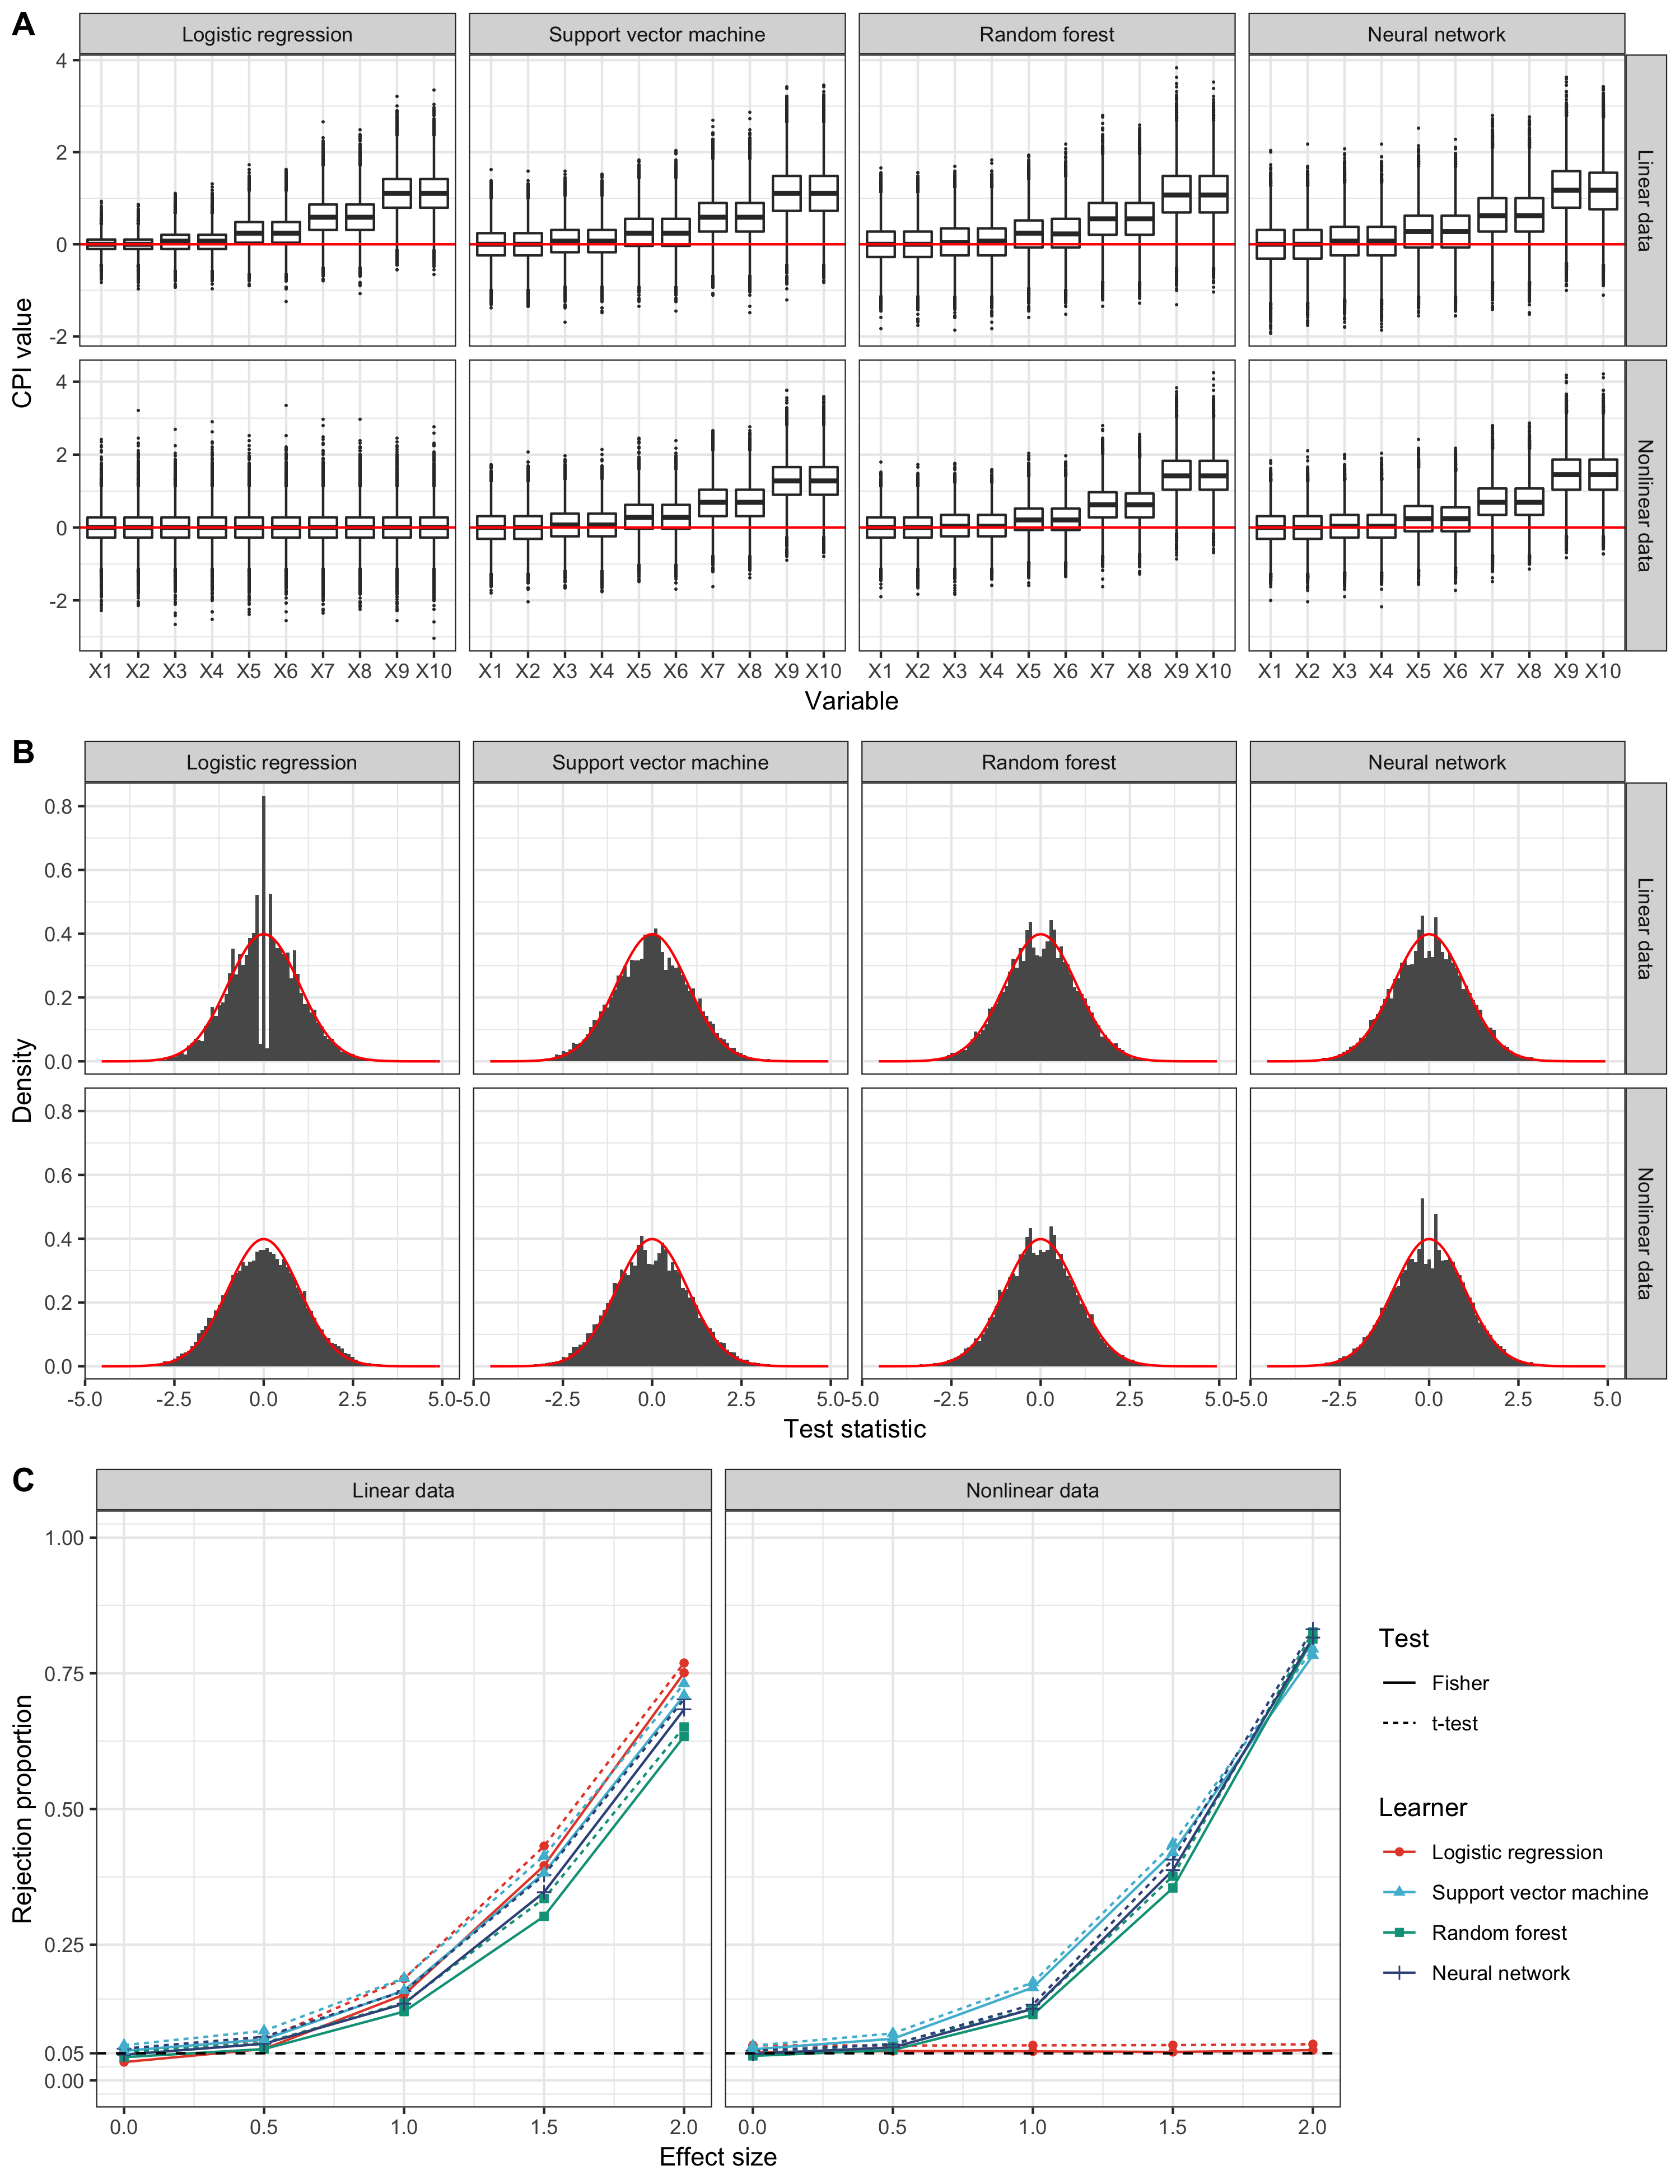 A
Logistic regression
Support vector machine
Random forest
Neural network
CPI value
4
2
0
-2
Linear data
4
2
0
-2
Nonlinear data
X1 X2 X3 X4 X5 X6 X7 X8 X9 X10
X1 X2 X3 X4 X5 X6 X7 X8 X9 X10
X1 X2 X3 X4 X5 X6 X7 X8 X9 X10
X1 X2 X3 X4 X5 X6 X7 X8 X9 X10
Variable
B
Logistic regression
Support vector machine
Random forest
Neural network
Density
0.8
0.6
0.4
0.2
0.0
Linear data
0.8
0.6
0.4
0.2
0.0
Nonlinear data
-5.0 -2.5 0.0 2.5 5.0
-5.0 -2.5 0.0 2.5 5.0
-5.0 -2.5 0.0 2.5 5.0
-5.0 -2.5 0.0 2.5 5.0
Test statistic
C
Linear data
Nonlinear data
Rejection proportion
1.00
0.75
0.50
0.25
0.05
0.00
0.0 0.5 1.0 1.5 2.0
0.0 0.5 1.0 1.5 2.0
Effect size
Test
Fisher
t-test
Learner
Logistic regression
Support vector machine
Random forest
Neural network